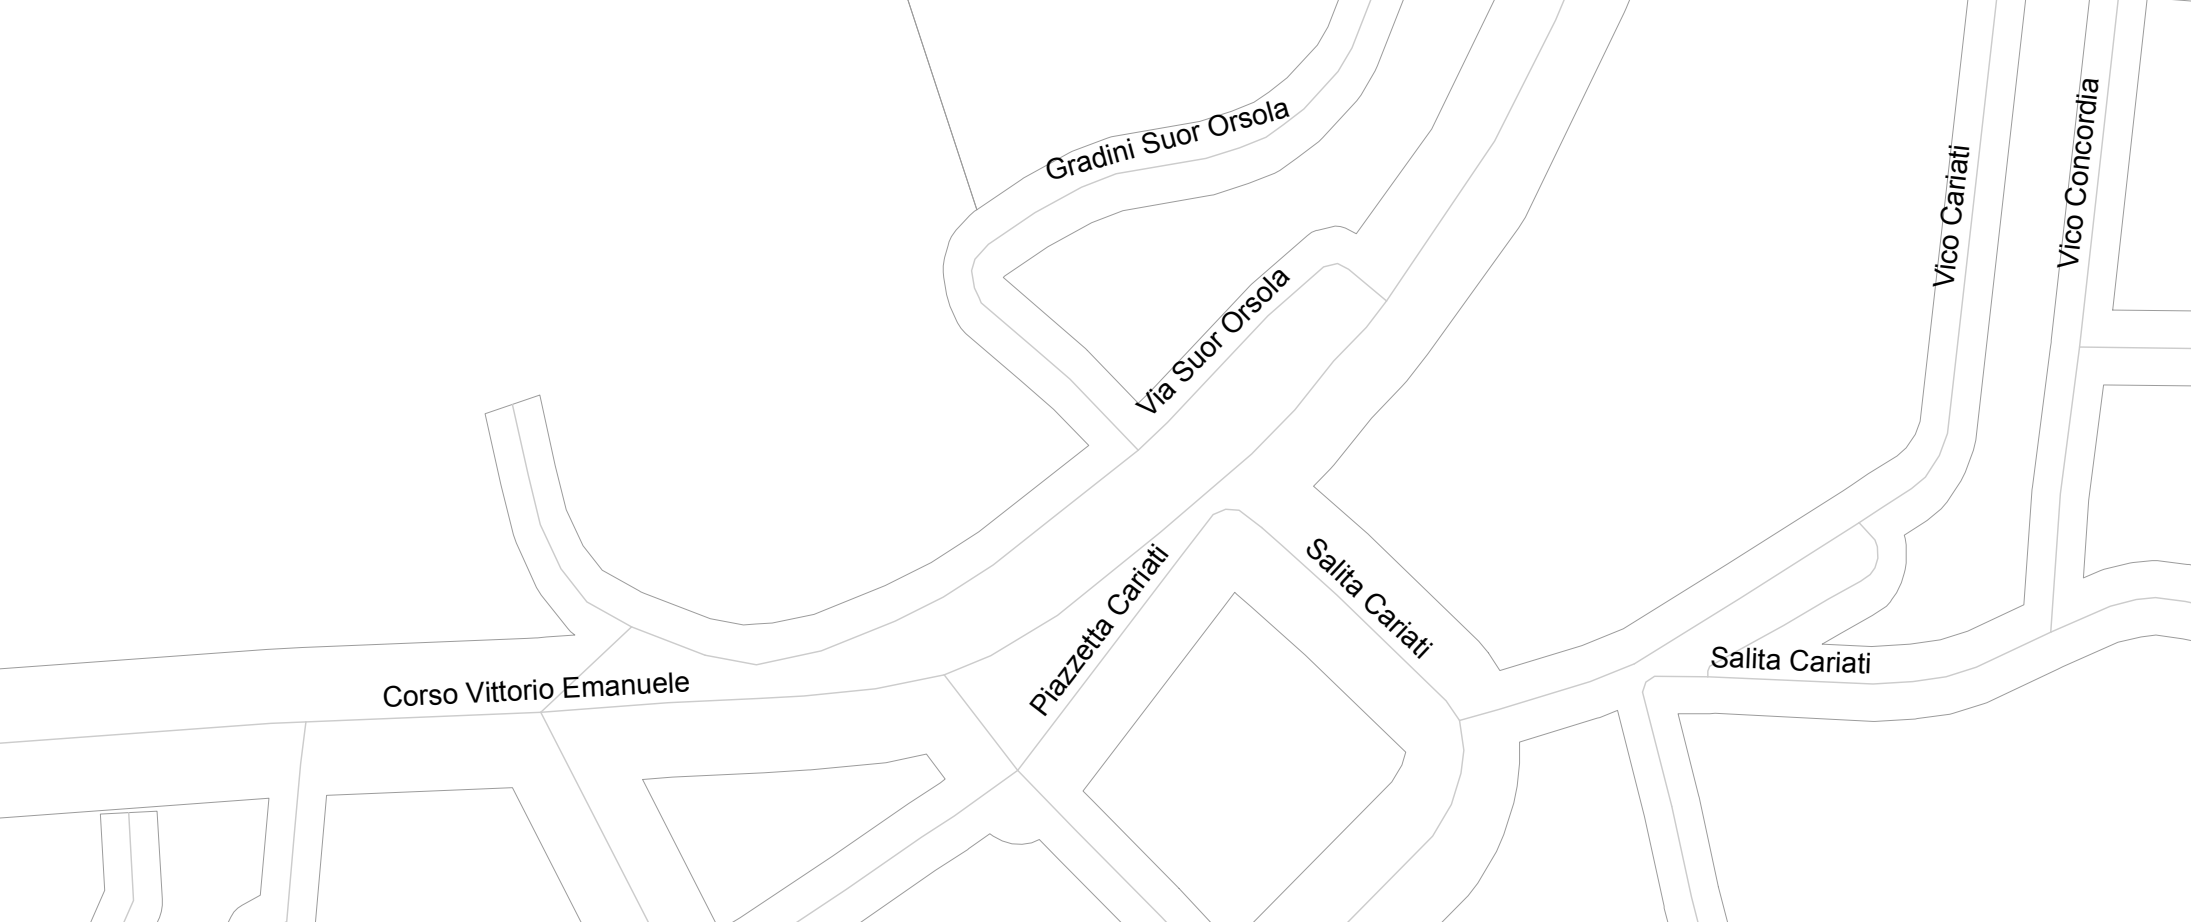 Gradini Suor Orsola
Vico Concordia
Vico Cariati
Via Suor Orsola
Salita Cariati
Piazzetta Cariati
Salita Cariati
Corso Vittorio Emanuele